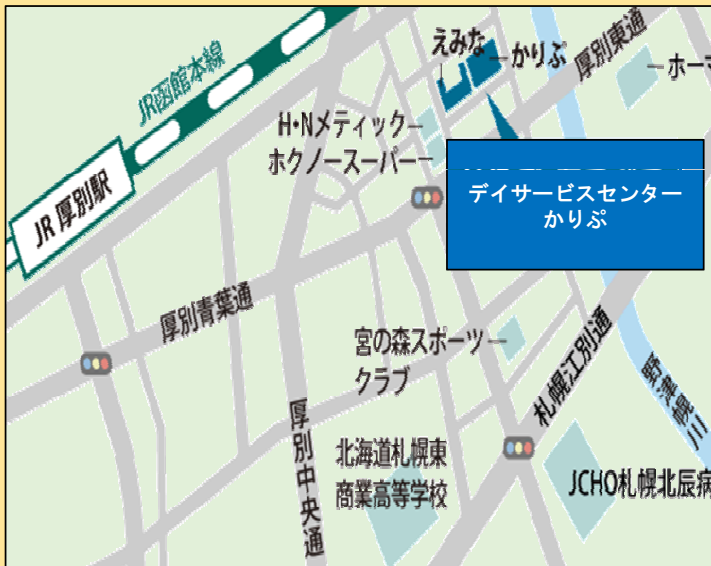 JR函館本線
えみな
かりぷ
厚別東通
ホーマ
H・Nメディック
ホクノースーパー
JR 厚別駅
デイサービスセンター
かりぷ
厚別青葉通
宮の森スポーツ
クラブ
札幌江別通
野津幌川
厚別中央通
北海道札幌東
商業高等学校
JCHO札幌北辰病